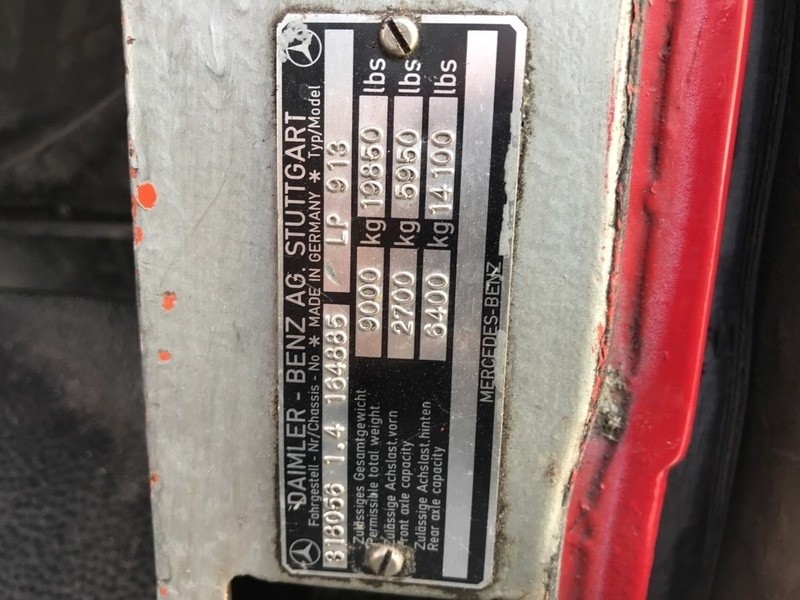 DAIMLER - BENZ AG. STUTTGART
Fahrgestell - Nr/Chassis - No * MADE IN GERMANY * Typ/Model
318056 1.4 164885 LP 913
Zulässiges Gesamtgewicht
Permissible total weight
9000 kg 19850 lbs
Zulässige Achslast.vorn
Front axle capacity
2700 kg 5950 lbs
Zulässige Achslast.hinten
Rear axle capacity
6400 kg 14100 lbs
MERCEDES-BENZ